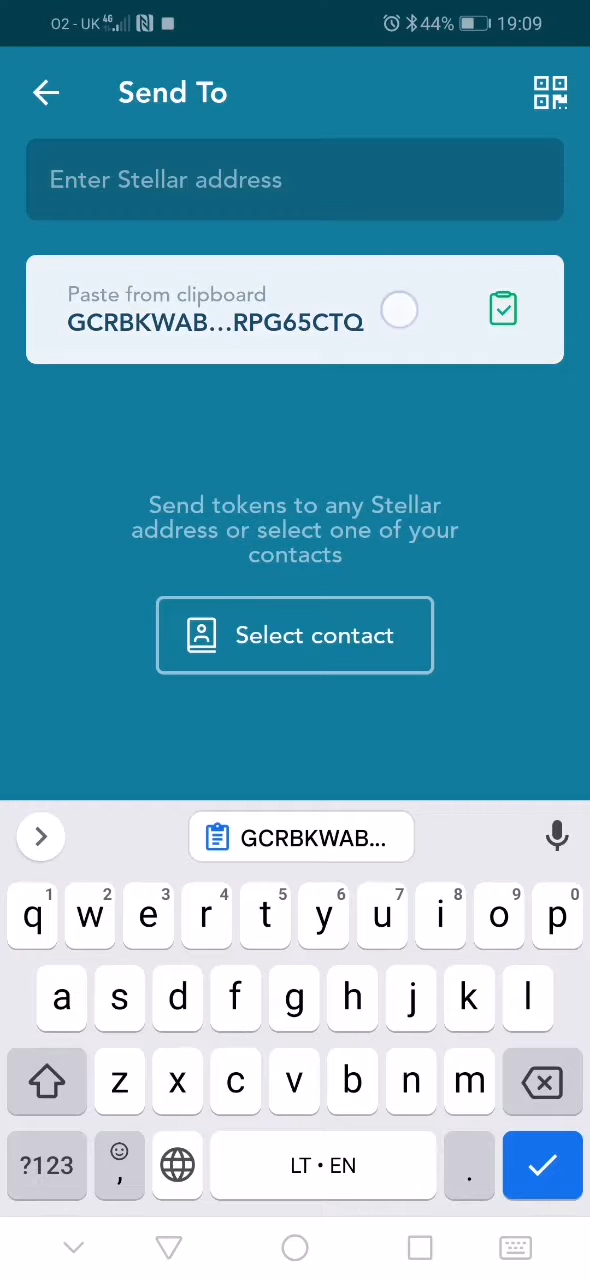 O2 - UK 4G 44% 19:09
Send To
Enter Stellar address
Paste from clipboard
GCRBKWAB...RPG65CTQ
Send tokens to any Stellar
address or select one of your
contacts
Select contact
GCRBKWAB...
1 2 3 4 5 6 7 8 9 0
q w e r t y u i o p
a s d f g h j k l
z x c v b n m
?123 , LT • EN .